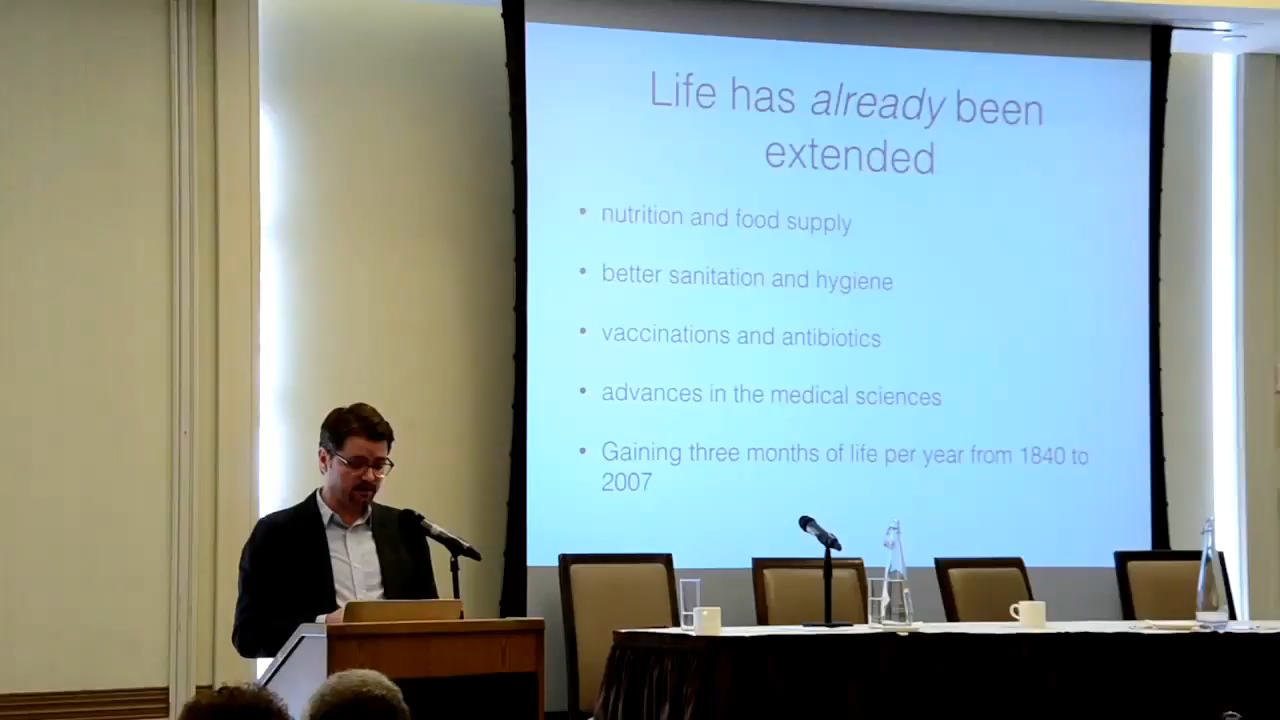 Life has already been
extended
• nutrition and food supply
• better sanitation and hygiene
• vaccinations and antibiotics
• advances in the medical sciences
• Gaining three months of life per year from 1840 to
2007